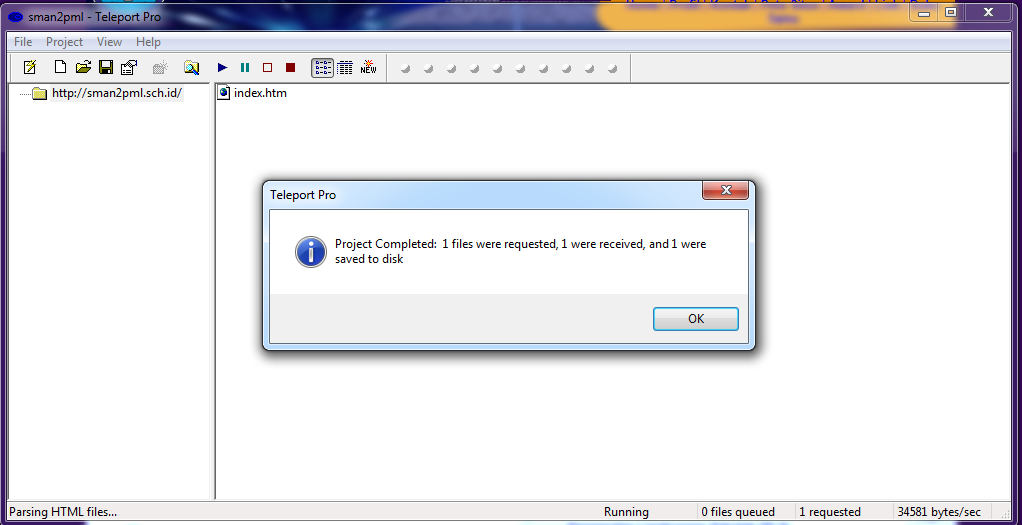 sman2pml - Teleport Pro
File Project View Help
NEW
http://sman2pml.sch.id/
index.htm
Teleport Pro
Project Completed: 1 files were requested, 1 were received, and 1 were
saved to disk
OK
Parsing HTML files...
Running
0 files queued
1 requested
34581 bytes/sec